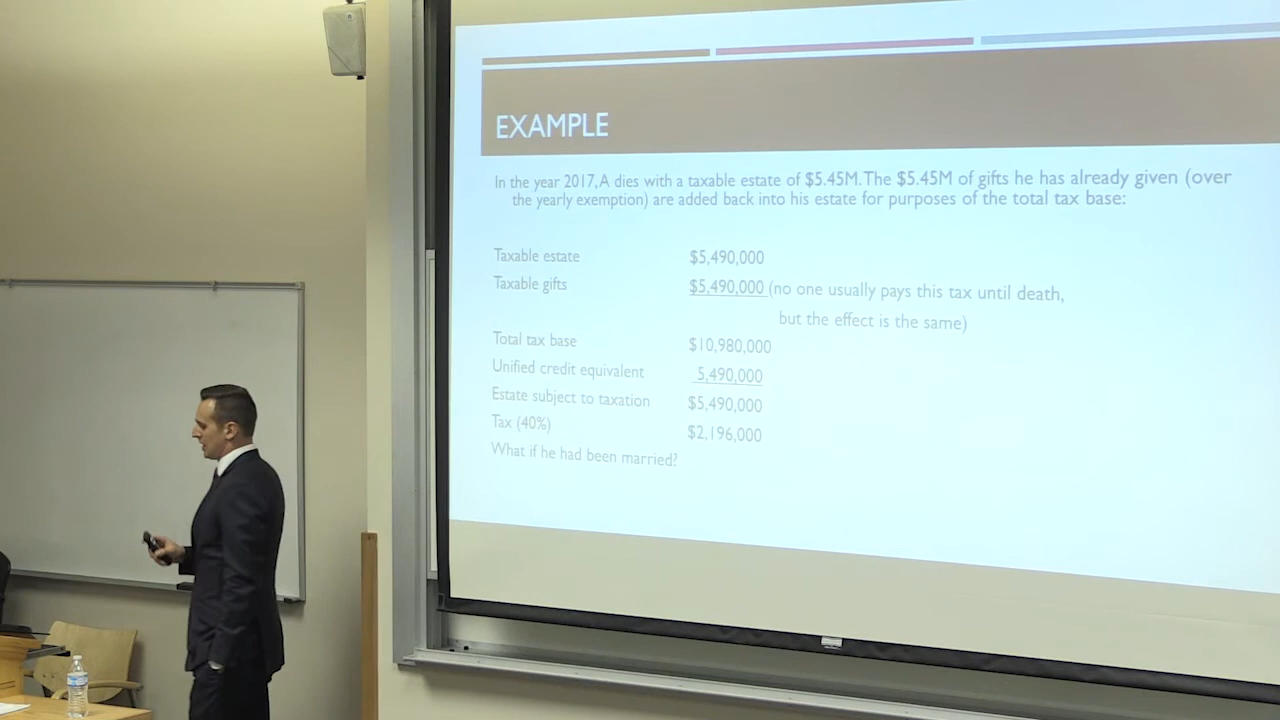 EXAMPLE
In the year 2017, A dies with a taxable estate of $5.45M. The $5.45M of gifts he has already given (over
the yearly exemption) are added back into his estate for purposes of the total tax base:
Taxable estate $5,490,000
Taxable gifts $5,490,000 (no one usually pays this tax until death,
but the effect is the same)
Total tax base $10,980,000
Unified credit equivalent 5,490,000
Estate subject to taxation $5,490,000
Tax (40%) $2,196,000
What if he had been married?